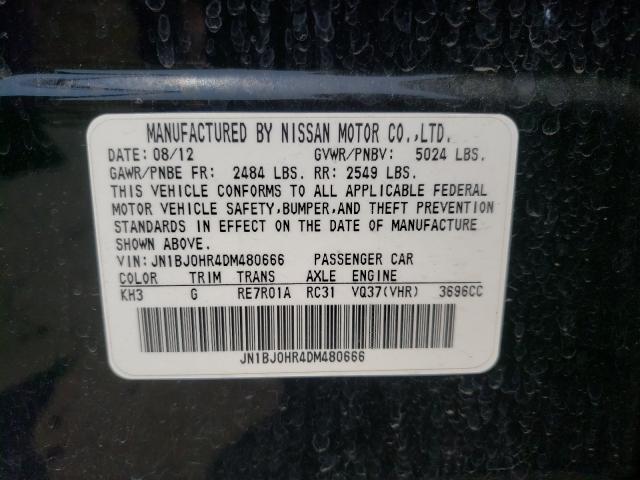 MANUFACTURED BY NISSAN MOTOR CO.,LTD.
DATE: 08/12 GVWR/PNBV: 5024 LBS.
GAWR/PNBE FR: 2484 LBS. RR: 2549 LBS.
THIS VEHICLE CONFORMS TO ALL APPLICABLE FEDERAL
MOTOR VEHICLE SAFETY,BUMPER,AND THEFT PREVENTION
STANDARDS IN EFFECT ON THE DATE OF MANUFACTURE
SHOWN ABOVE.
VIN: JN1BJ0HR4DM480666 PASSENGER CAR
COLOR TRIM TRANS AXLE ENGINE
KH3 G RE7R01A RC31 VQ37(VHR) 3696CC
JN1BJ0HR4DM480666